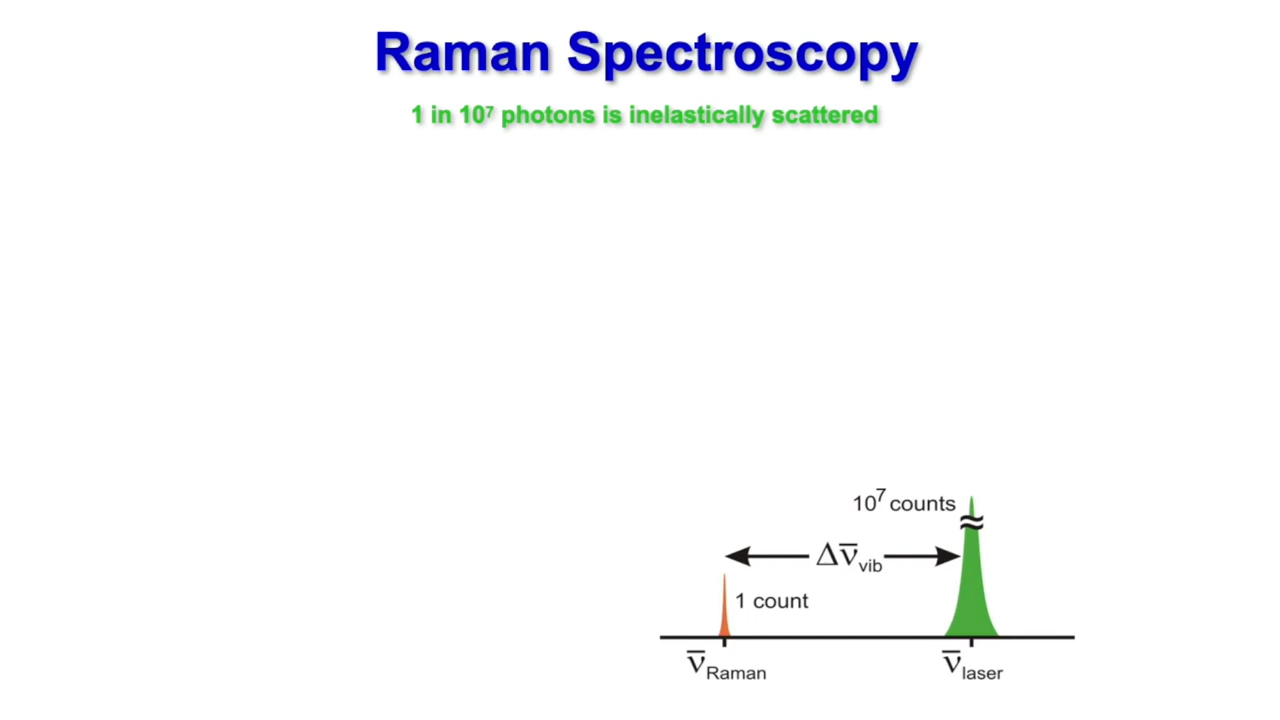 Raman Spectroscopy
1 in 10⁷ photons is inelastically scattered
10⁷ counts
Δν̅vib
1 count
ν̅Raman
ν̅laser